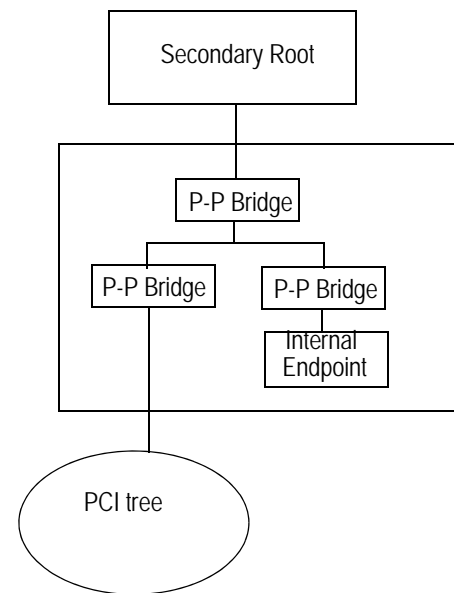 Secondary Root
P-P Bridge
P-P Bridge
P-P Bridge
Internal
Endpoint
PCI tree